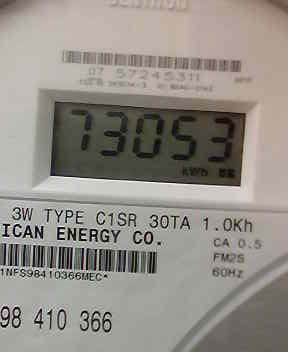 07 57245311
73053
kWh
3W TYPE C1SR 30TA 1.0Kh
ICAN ENERGY CO.
CA 0.5
FM2S
60Hz
1NFS98410366MEC*
98 410 366